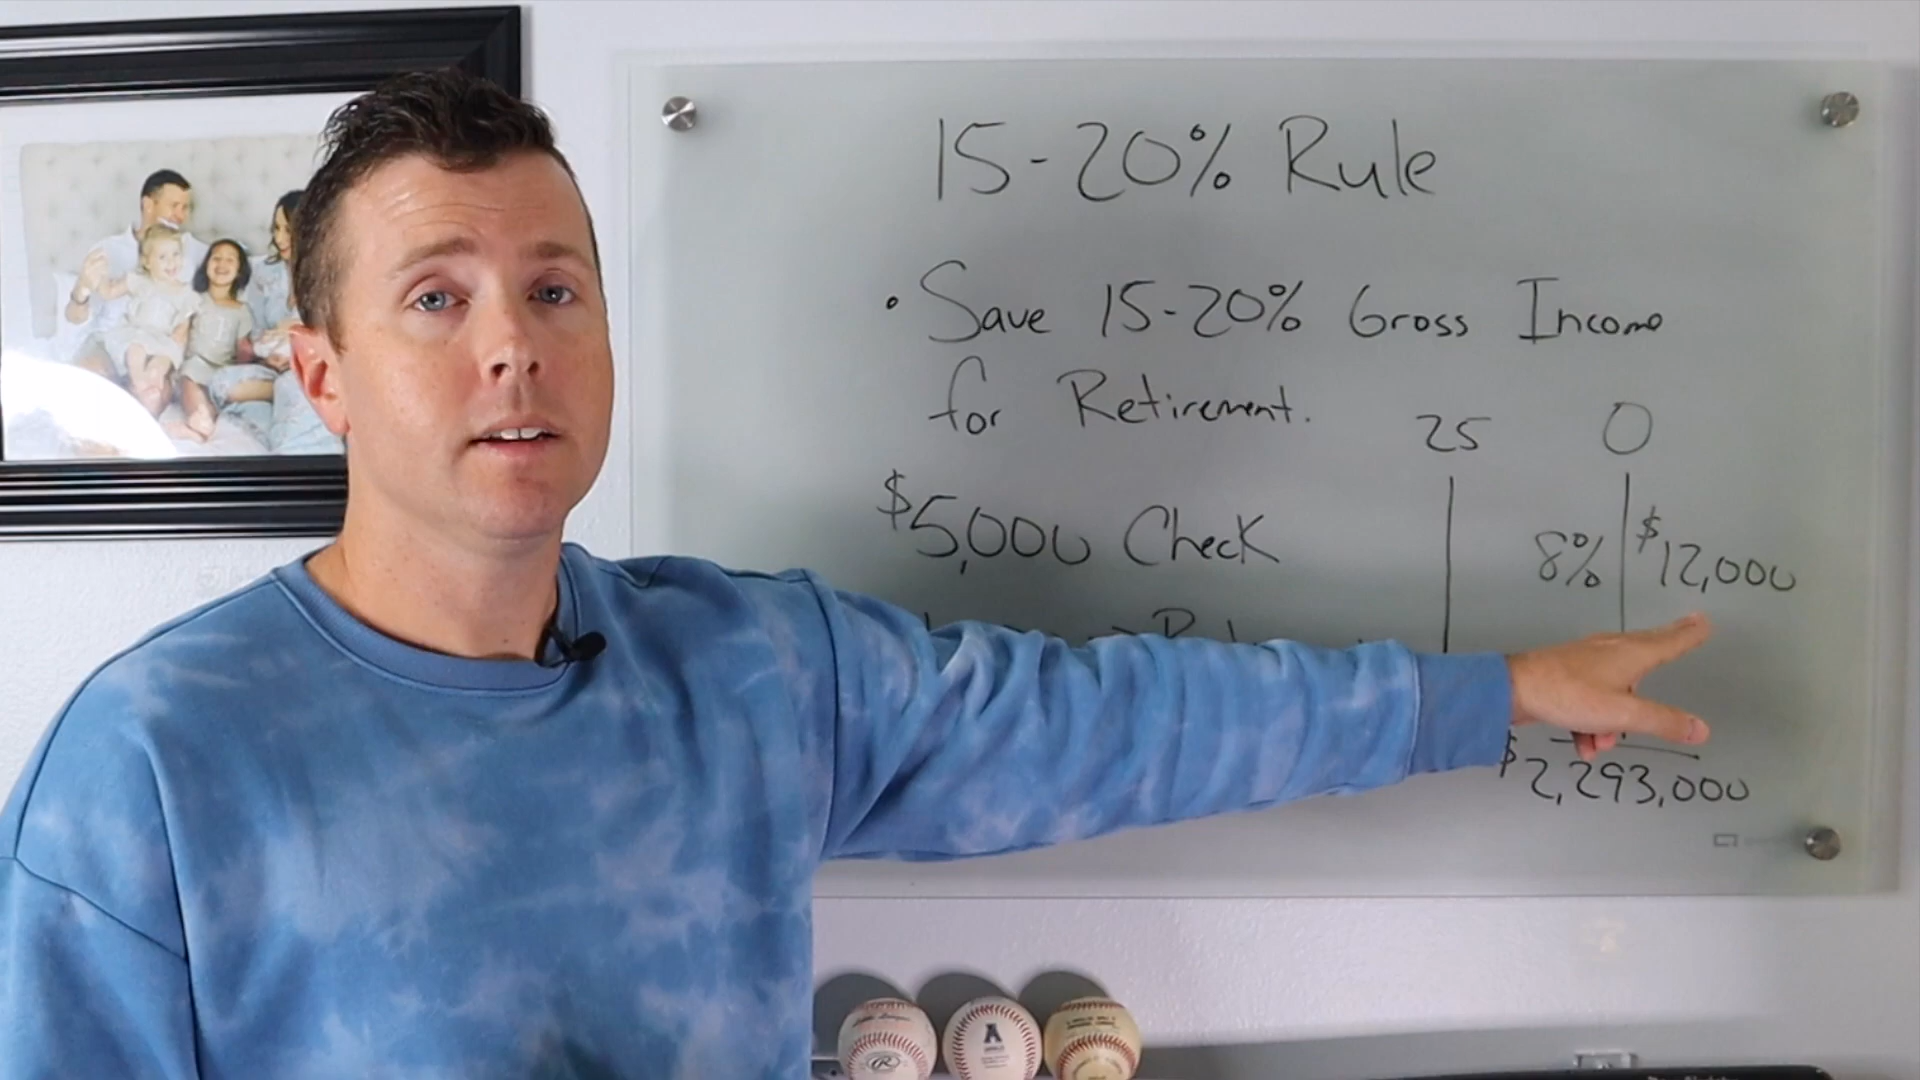 15-20% Rule
• Save 15-20% Gross Income
for Retirement.
25 0
$5,000 Check
8% $12,000
$2,293,000
A
R